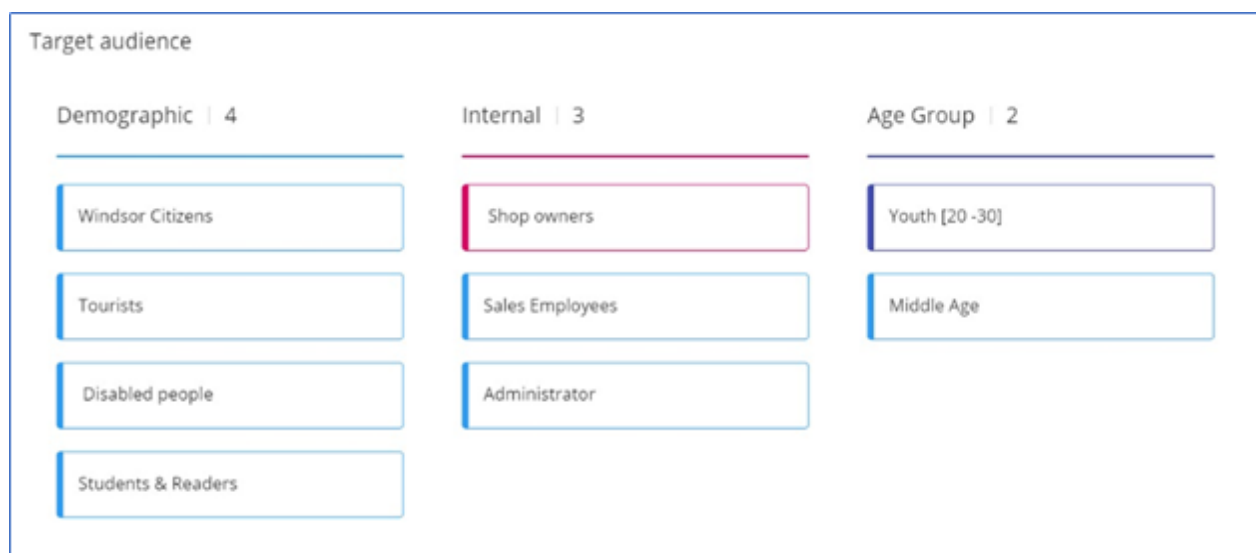 Target audience
Demographic | 4
Windsor Citizens
Tourists
Disabled people
Students & Readers
Internal | 3
Shop owners
Sales Employees
Administrator
Age Group | 2
Youth [20 -30]
Middle Age